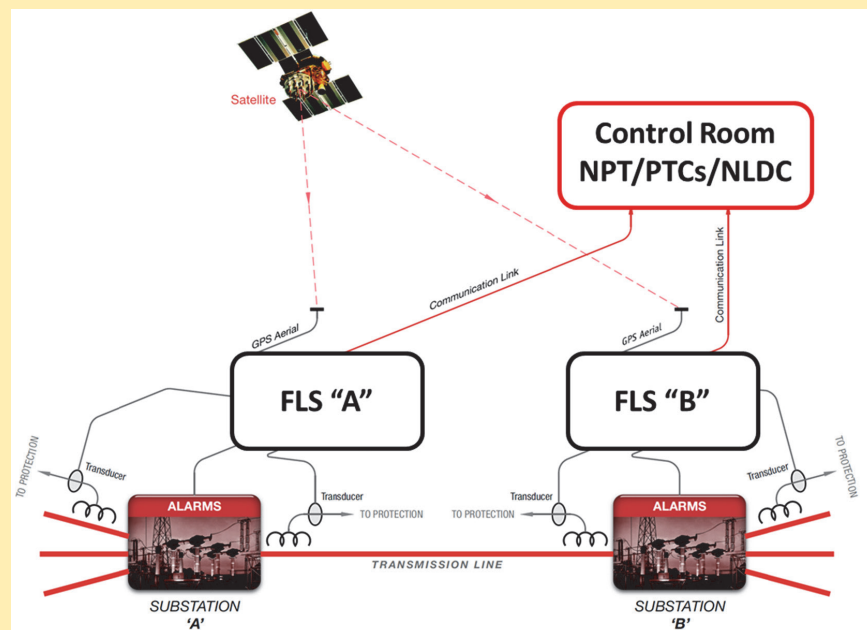 Satellite
Control Room
NPT/PTCs/NLDC
Communication Link
Communication Link
GPS Aerial
GPS Aerial
FLS “A”
FLS “B”
TO PROTECTION
Transducer
Transducer
TO PROTECTION
Transducer
TO PROTECTION
Transducer
TO PROTECTION
ALARMS
ALARMS
TRANSMISSION LINE
SUBSTATION
'A'
SUBSTATION
'B'